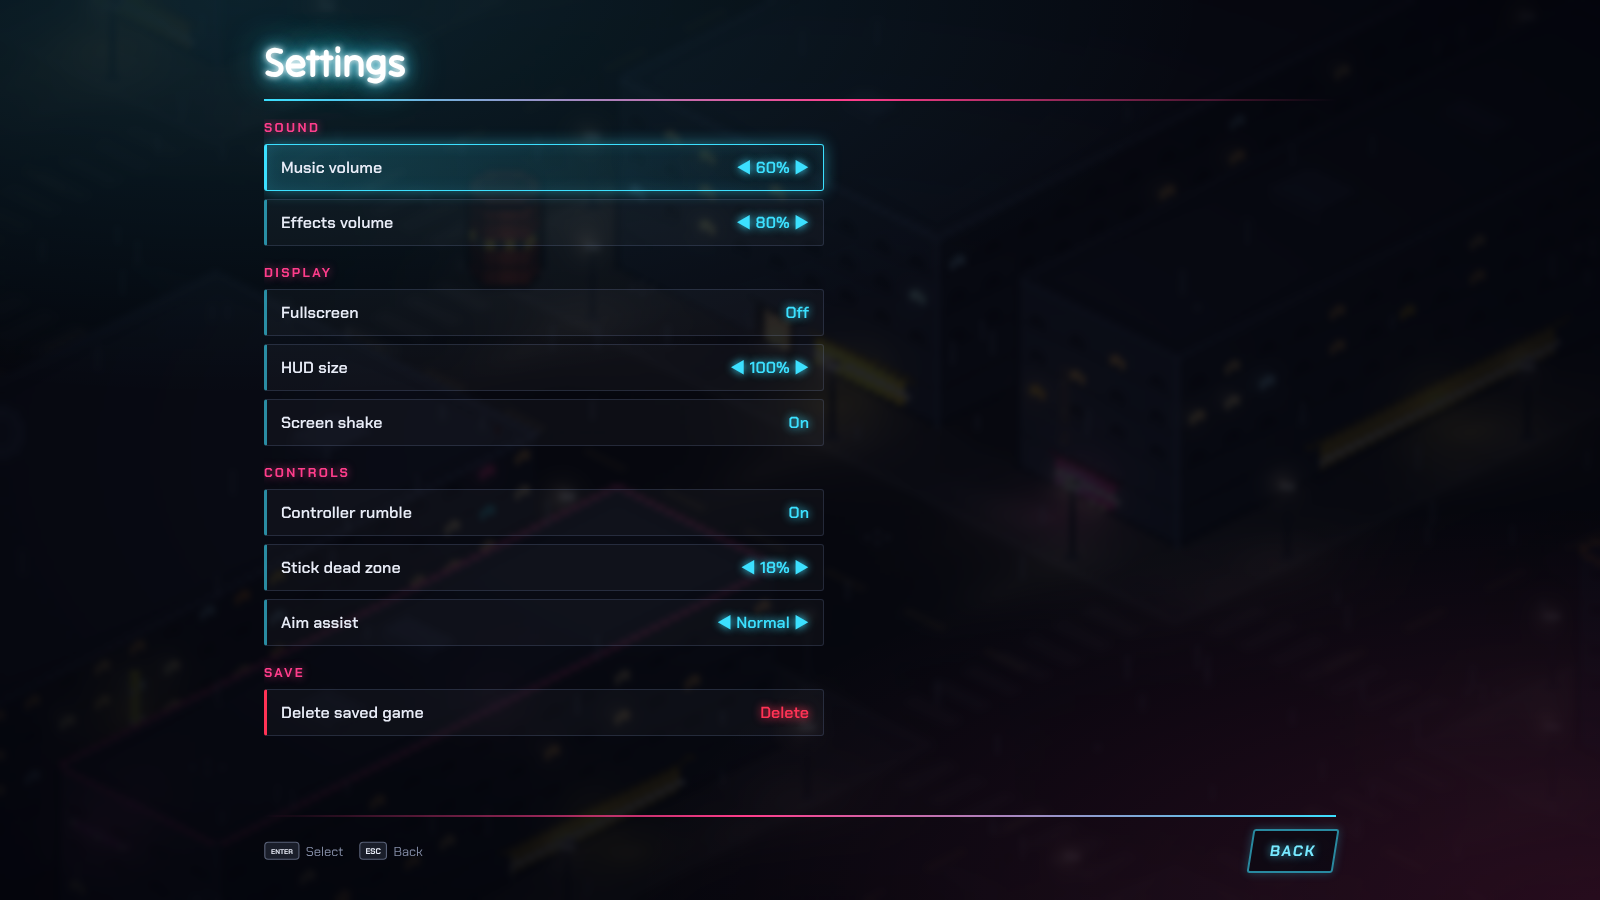 Settings
SOUND
Music volume ◀ 60% ▶
Effects volume ◀ 80% ▶
DISPLAY
Fullscreen Off
HUD size ◀ 100% ▶
Screen shake On
CONTROLS
Controller rumble On
Stick dead zone ◀ 18% ▶
Aim assist ◀ Normal ▶
SAVE
Delete saved game Delete
ENTER Select ESC Back BACK